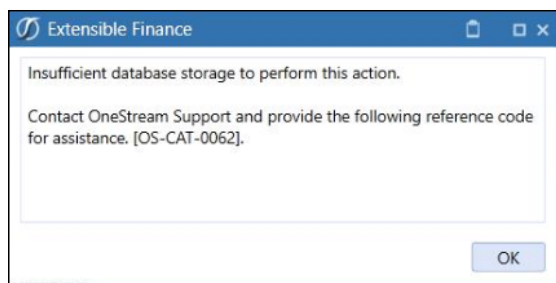 Extensible Finance
Insufficient database storage to perform this action.
Contact OneStream Support and provide the following reference code
for assistance. [OS-CAT-0062].
OK